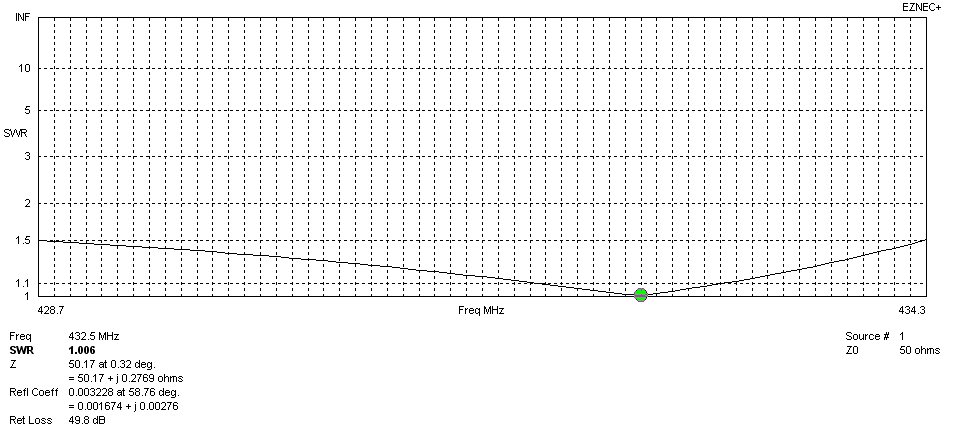 EZNEC+
INF
10
5
SWR
3
2
1.5
1.1
1
428.7 Freq MHz 434.3
Freq 432.5 MHz Source # 1
SWR 1.006 Z0 50 ohms
Z 50.17 at 0.32 deg.
= 50.17 + j 0.2769 ohms
Refl Coeff 0.003228 at 58.76 deg.
= 0.001674 + j 0.00276
Ret Loss 49.8 dB